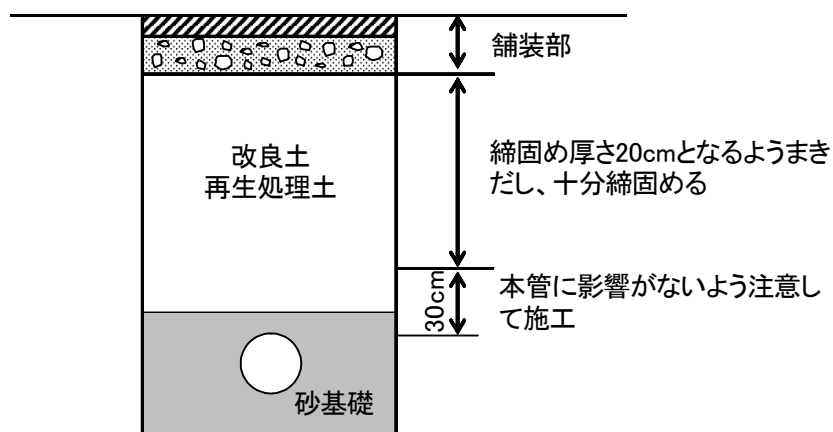 舗装部
改良土
再生処理土
締固め厚さ20cmとなるようまき
だし、十分締固める
30cm
本管に影響がないよう注意し
て施工
砂基礎